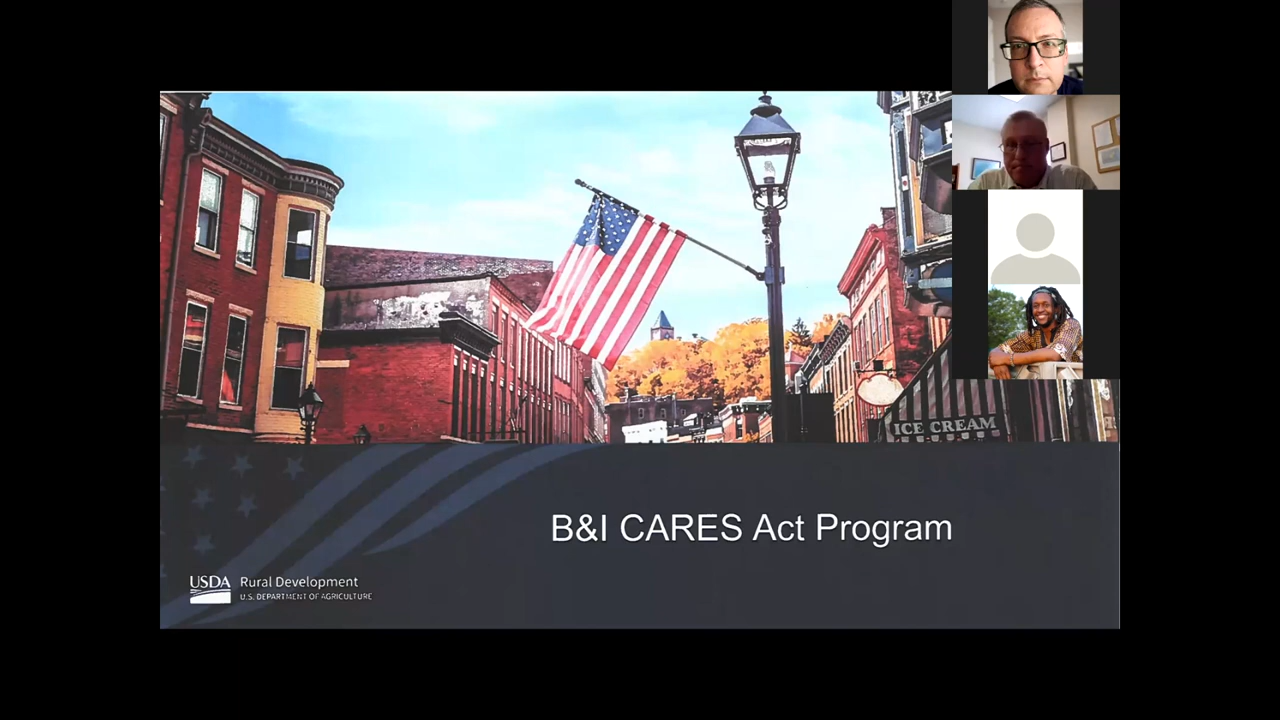 ICE CREAM
B&I CARES Act Program
USDA Rural Development
U.S. DEPARTMENT OF AGRICULTURE